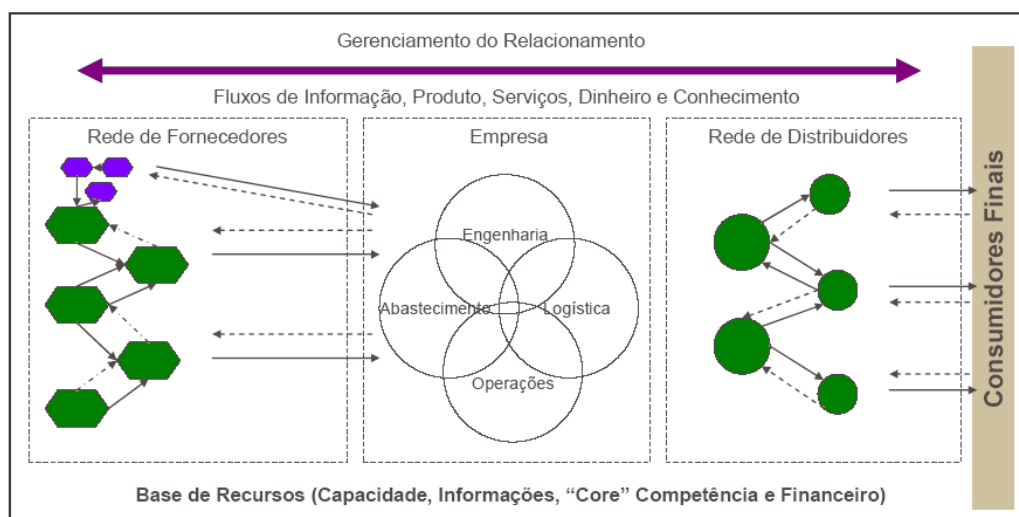 Gerenciamento do Relacionamento
Fluxos de Informação, Produto, Serviços, Dinheiro e Conhecimento
Rede de Fornecedores
Empresa
Rede de Distribuidores
Engenharia
Abastecimento
Logística
Operações
Consumidores Finais
Base de Recursos (Capacidade, Informações, “Core” Competência e Financeiro)